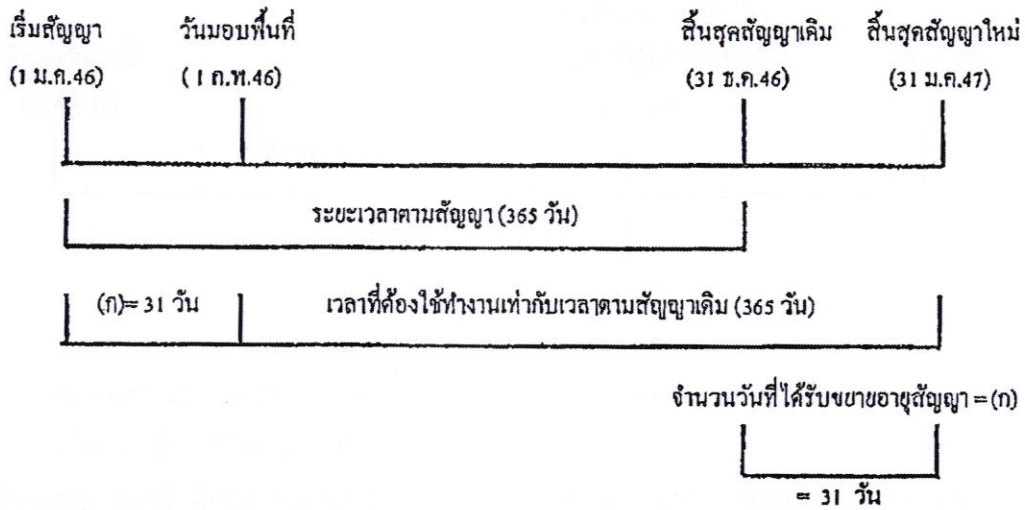 เริ่มสัญญา วันมอบพื้นที่ สิ้นสุดสัญญาเดิม สิ้นสุดสัญญาใหม่
(1 ม.ค.46) ( 1 ก.พ.46) (31 ธ.ค.46) (31 ม.ค.47)
ระยะเวลาตามสัญญา (365 วัน)
(ก)= 31 วัน เวลาที่ต้องใช้ทำงานเท่ากับเวลาตามสัญญาเดิม (365 วัน)
จำนวนวันที่ได้รับขยายอายุสัญญา = (ก)
= 31 วัน